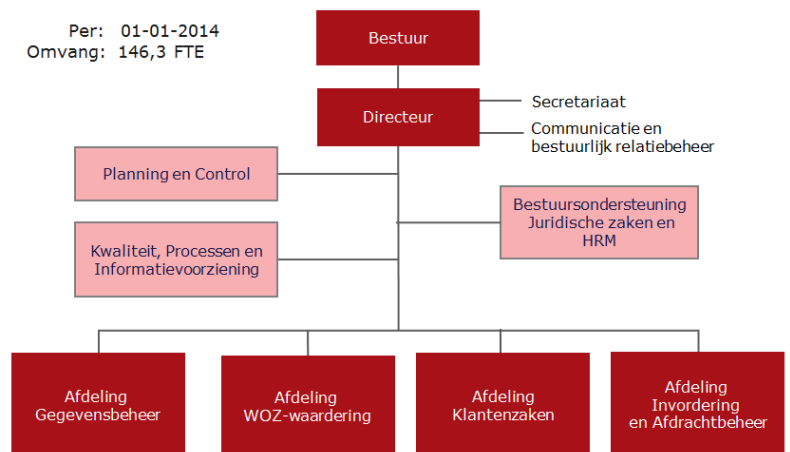 Per: 01-01-2014
Omvang: 146,3 FTE
Bestuur
Directeur
Secretariaat
Communicatie en
bestuurlijk relatiebeheer
Planning en Control
Bestuursondersteuning
Juridische zaken en
HRM
Kwaliteit, Processen en
Informatievoorziening
Afdeling
Gegevensbeheer
Afdeling
WOZ-waardering
Afdeling
Klantenzaken
Afdeling
Invordering
en Afdrachtbeheer